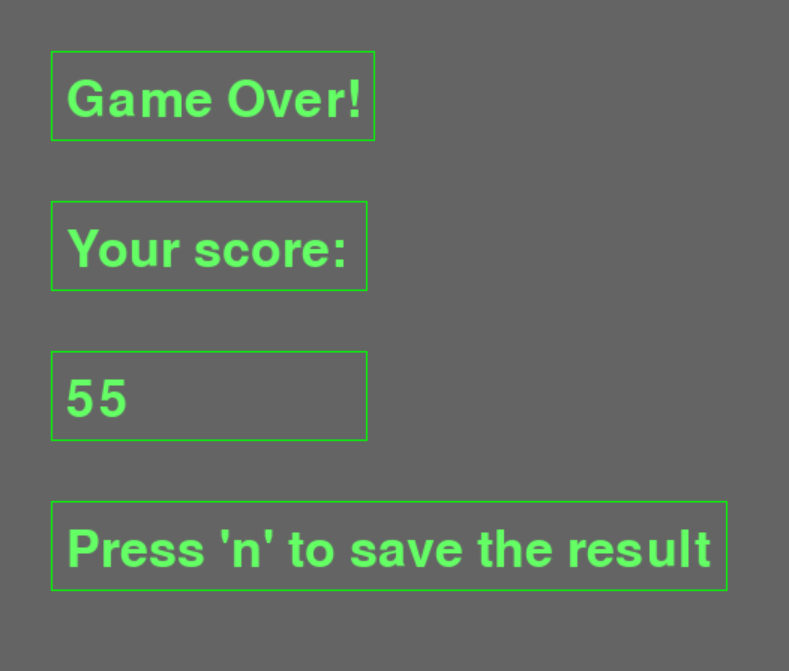 Game Over!
Your score:
55
Press 'n' to save the result